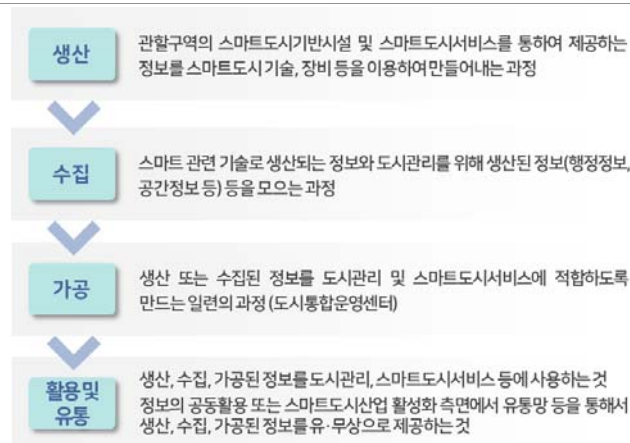 생산
관할구역의 스마트도시기반시설 및 스마트도시서비스를 통하여 제공하는
정보를 스마트도시 기술, 장비 등을 이용하여 만들어내는 과정
수집
스마트 관련 기술로 생산되는 정보와 도시관리를 위해 생산된 정보(행정정보,
공간정보 등) 등을 모으는 과정
가공
생산 또는 수집된 정보를 도시관리 및 스마트도시서비스에 적합하도록
만드는 일련의 과정 (도시통합운영센터)
활용 및
유통
생산, 수집, 가공된 정보를 도시관리, 스마트도시서비스 등에 사용하는 것
정보의 공동활용 또는 스마트도시산업 활성화 측면에서 유통망 등을 통해서
생산, 수집, 가공된 정보를 유·무상으로 제공하는 것